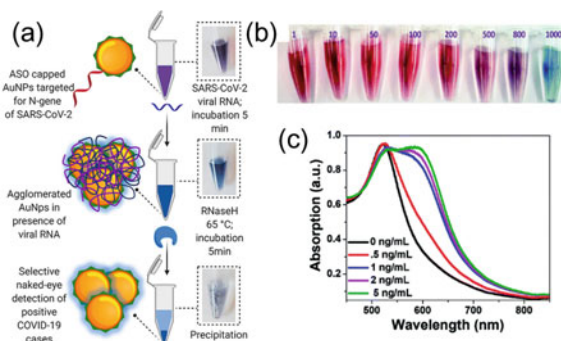 (a)
ASO capped
AuNPs targeted
for N-gene
of SARS-CoV-2
SARS-CoV-2
viral RNA;
incubation 5
min
Agglomerated
AuNPs in
presence of
viral RNA
RNaseH
65 °C;
incubation
5min
Selective
naked-eye
detection of
positive
COVID-19
cases
Precipitation
(b)
1 10 50 100 200 500 800 1000
(c)
Absorption (a.u.)
1.0
0.8
0.6
0.4
0.2
0.0
0 ng/mL
.5 ng/mL
1 ng/mL
2 ng/mL
5 ng/mL
500 600 700 800
Wavelength (nm)